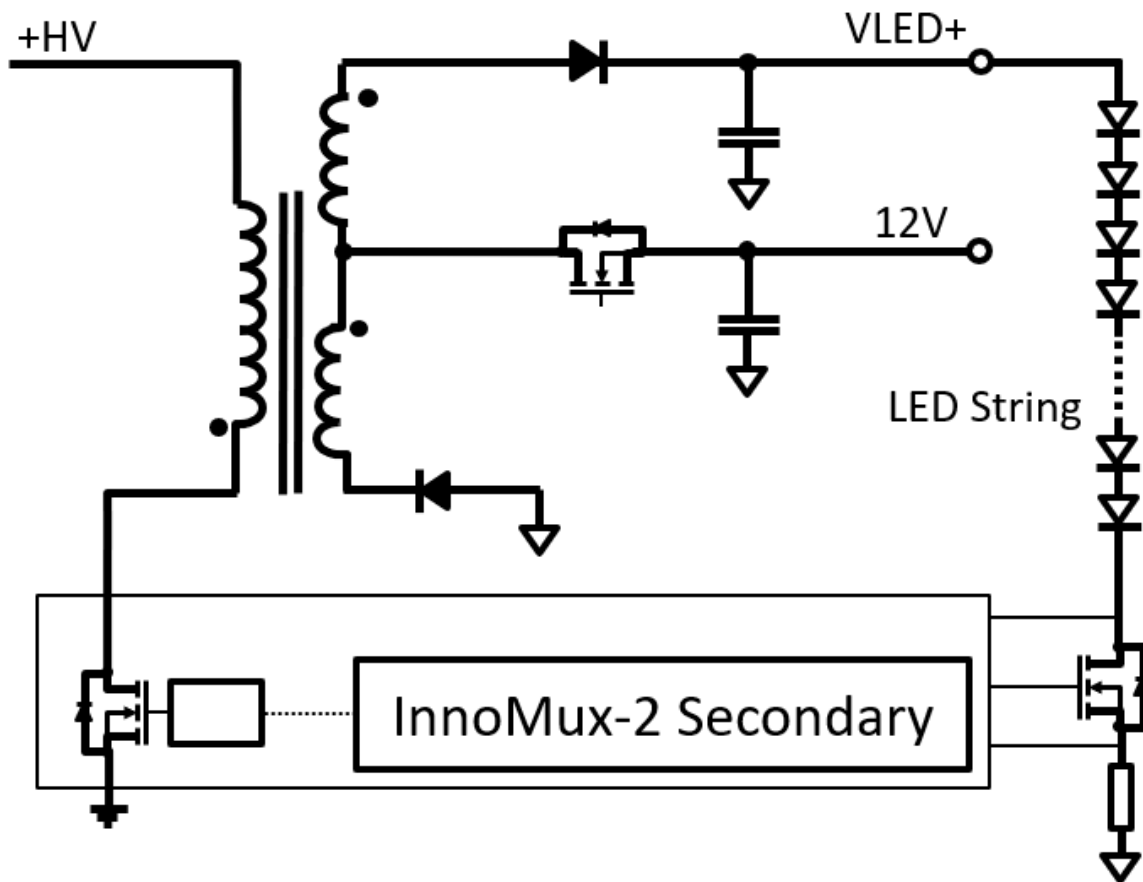 +HV
VLED+
12V
LED String
InnoMux-2 Secondary